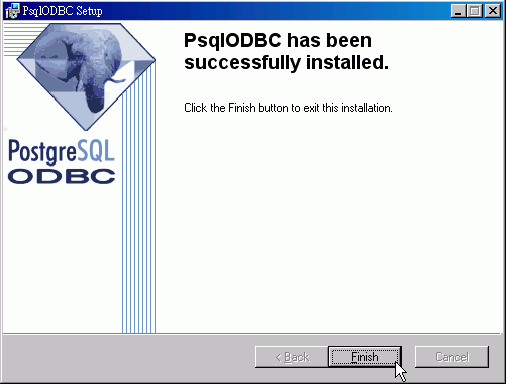 PsqlODBC Setup
PsqlODBC has been
successfully installed.
Click the Finish button to exit this installation.
PostgreSQL
ODBC
< Back
Finish
Cancel